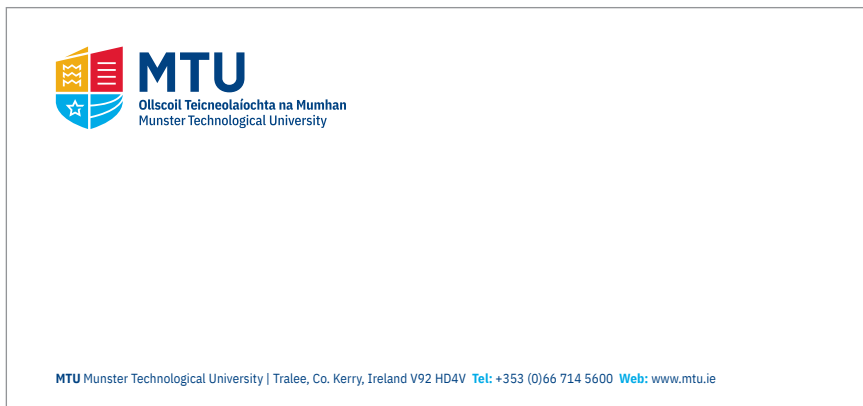 MTU
Ollscoil Teicneolaíochta na Mumhan
Munster Technological University
MTU Munster Technological University | Tralee, Co. Kerry, Ireland V92 HD4V Tel: +353 (0)66 714 5600 Web: www.mtu.ie